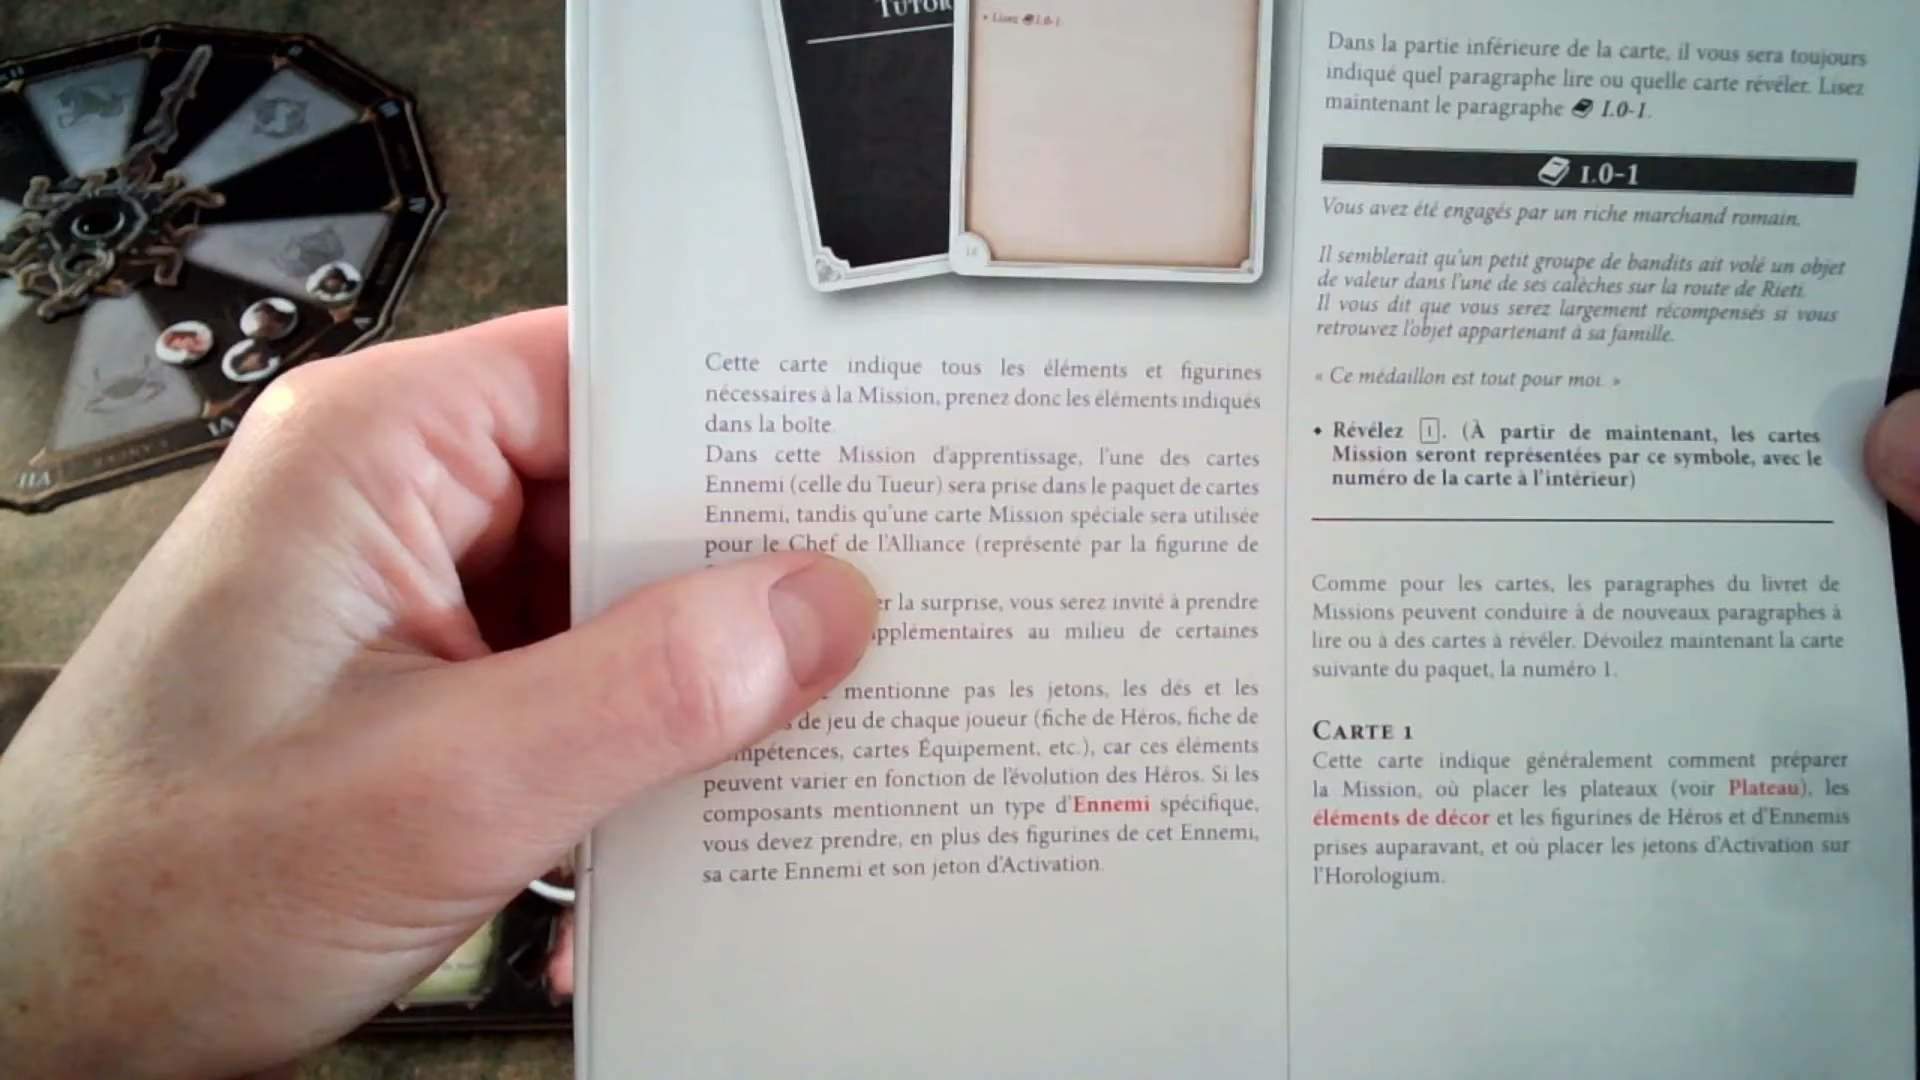 TUTOR
• Lisez I.0-1
Cette carte indique tous les éléments et figurines
nécessaires à la Mission, prenez donc les éléments indiqués
dans la boîte.
Dans cette Mission d'apprentissage, l'une des cartes
Ennemi (celle du Tueur) sera prise dans le paquet de cartes
Ennemi, tandis qu'une carte Mission spéciale sera utilisée
pour le Chef de l'Alliance (représenté par la figurine de
er la surprise, vous serez invité à prendre
pplémentaires au milieu de certaines
mentionne pas les jetons, les dés et les
de jeu de chaque joueur (fiche de Héros, fiche de
mpétences, cartes Équipement, etc.), car ces éléments
peuvent varier en fonction de l'évolution des Héros. Si les
composants mentionnent un type d'Ennemi spécifique,
vous devez prendre, en plus des figurines de cet Ennemi,
sa carte Ennemi et son jeton d'Activation.
Dans la partie inférieure de la carte, il vous sera toujours
indiqué quel paragraphe lire ou quelle carte révéler. Lisez
maintenant le paragraphe I.0-1.
I.0-1
Vous avez été engagés par un riche marchand romain.
Il semblerait qu'un petit groupe de bandits ait volé un objet
de valeur dans l'une de ses calèches sur la route de Rieti.
Il vous dit que vous serez largement récompensés si vous
retrouvez l'objet appartenant à sa famille.
« Ce médaillon est tout pour moi. »
• Révélez 1. (À partir de maintenant, les cartes
Mission seront représentées par ce symbole, avec le
numéro de la carte à l'intérieur)
Comme pour les cartes, les paragraphes du livret de
Missions peuvent conduire à de nouveaux paragraphes à
lire ou à des cartes à révéler. Dévoilez maintenant la carte
suivante du paquet, la numéro 1.
CARTE 1
Cette carte indique généralement comment préparer
la Mission, où placer les plateaux (voir Plateau), les
éléments de décor et les figurines de Héros et d'Ennemis
prises auparavant, et où placer les jetons d'Activation sur
l'Horologium.
VI
VII